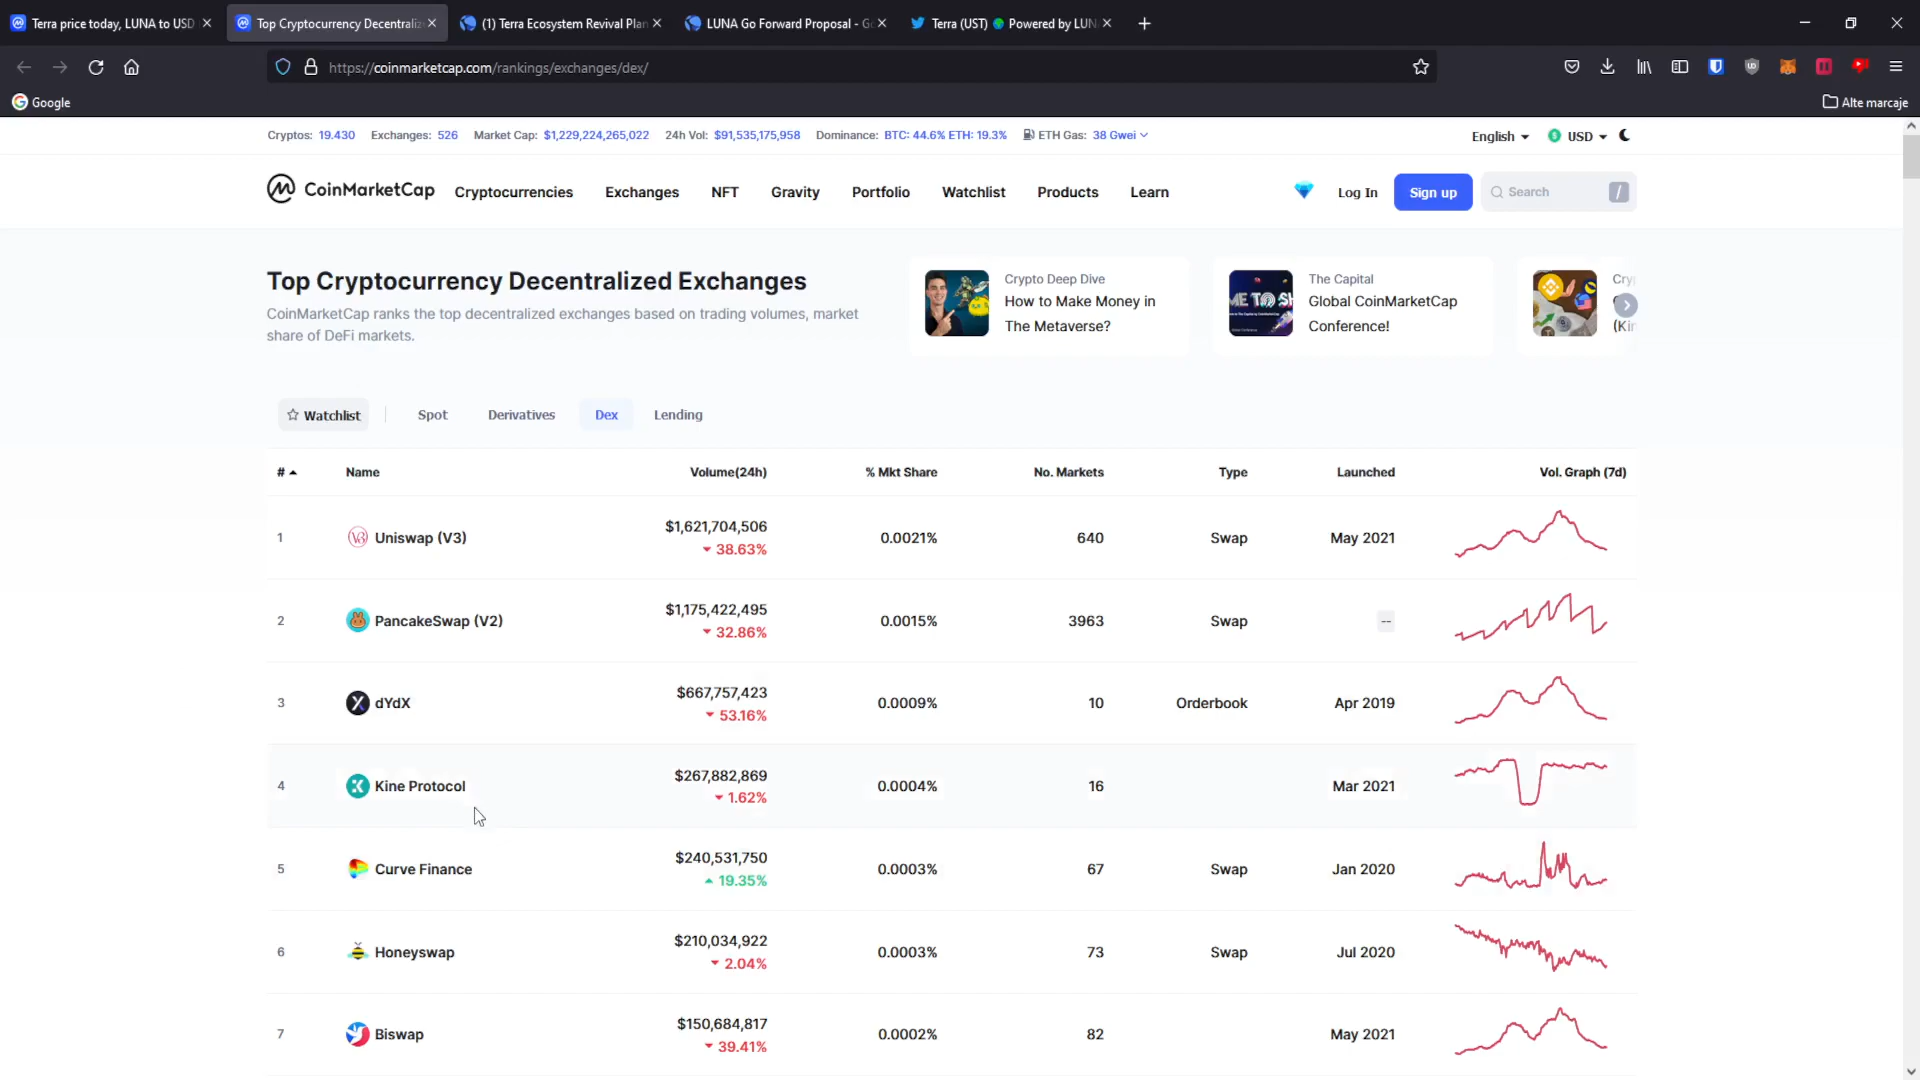 Terra price today, LUNA to USD
Top Cryptocurrency Decentraliz
(1) Terra Ecosystem Revival Plan
LUNA Go Forward Proposal - G
Terra (UST) 🌍 Powered by LUN
https://coinmarketcap.com/rankings/exchanges/dex/
Google
Alte marcaje
Cryptos: 19.430 Exchanges: 526 Market Cap: $1,229,224,265,022 24h Vol: $91,535,175,958 Dominance: BTC: 44.6% ETH: 19.3% ETH Gas: 38 Gwei
English USD
CoinMarketCap Cryptocurrencies Exchanges NFT Gravity Portfolio Watchlist Products Learn Log In Sign up Search /
Top Cryptocurrency Decentralized Exchanges
CoinMarketCap ranks the top decentralized exchanges based on trading volumes, market
share of DeFi markets.
Crypto Deep Dive
How to Make Money in
The Metaverse?
ME TO SH
The Capital
Global CoinMarketCap
Conference!
Cry
(Kin
Watchlist Spot Derivatives Dex Lending
# Name Volume(24h) % Mkt Share No. Markets Type Launched Vol. Graph (7d)
1 Uniswap (V3) $1,621,704,506 0.0021% 640 Swap May 2021
38.63%
2 PancakeSwap (V2) $1,175,422,495 0.0015% 3963 Swap --
32.86%
3 dYdX $667,757,423 0.0009% 10 Orderbook Apr 2019
53.16%
4 Kine Protocol $267,882,869 0.0004% 16 Mar 2021
1.62%
5 Curve Finance $240,531,750 0.0003% 67 Swap Jan 2020
19.35%
6 Honeyswap $210,034,922 0.0003% 73 Swap Jul 2020
2.04%
7 Biswap $150,684,817 0.0002% 82 May 2021
39.41%